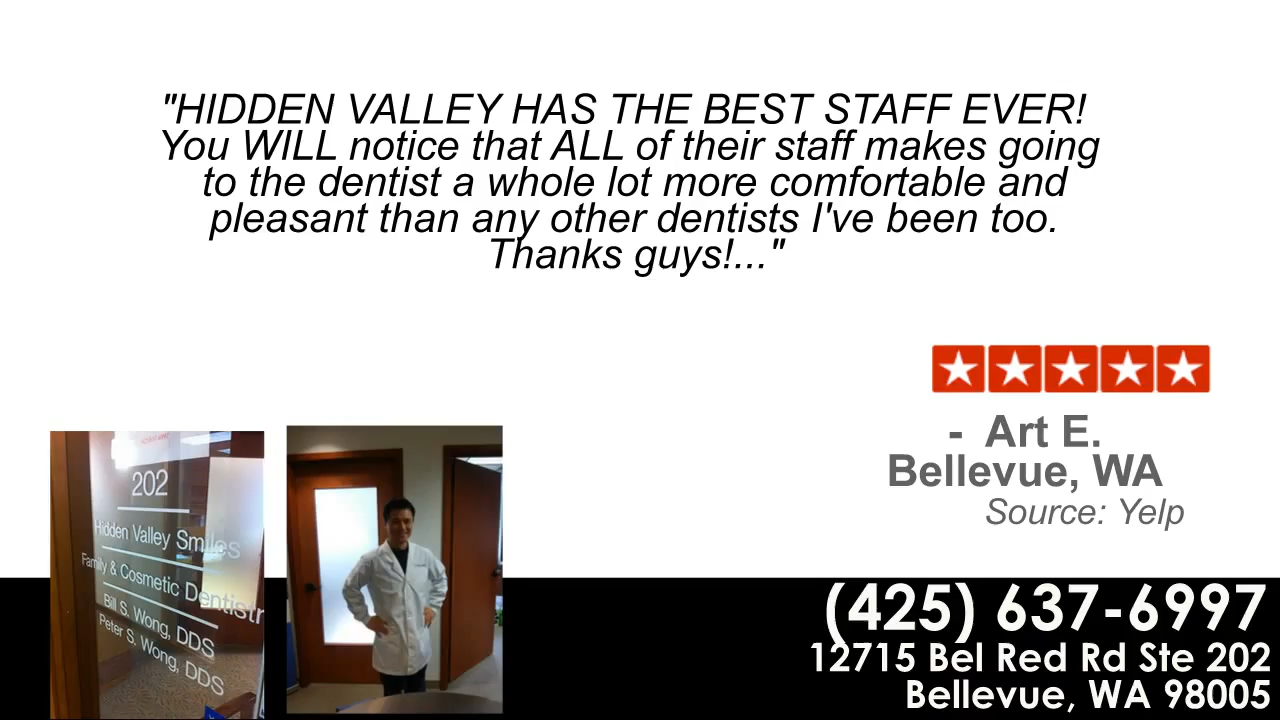 "HIDDEN VALLEY HAS THE BEST STAFF EVER!
You WILL notice that ALL of their staff makes going
to the dentist a whole lot more comfortable and
pleasant than any other dentists I've been too.
Thanks guys!..."
- Art E.
Bellevue, WA
Source: Yelp
202
Hidden Valley Smiles
Family & Cosmetic Dentistr
Bill S. Wong, DDS
Peter S. Wong, DDS
(425) 637-6997
12715 Bel Red Rd Ste 202
Bellevue, WA 98005